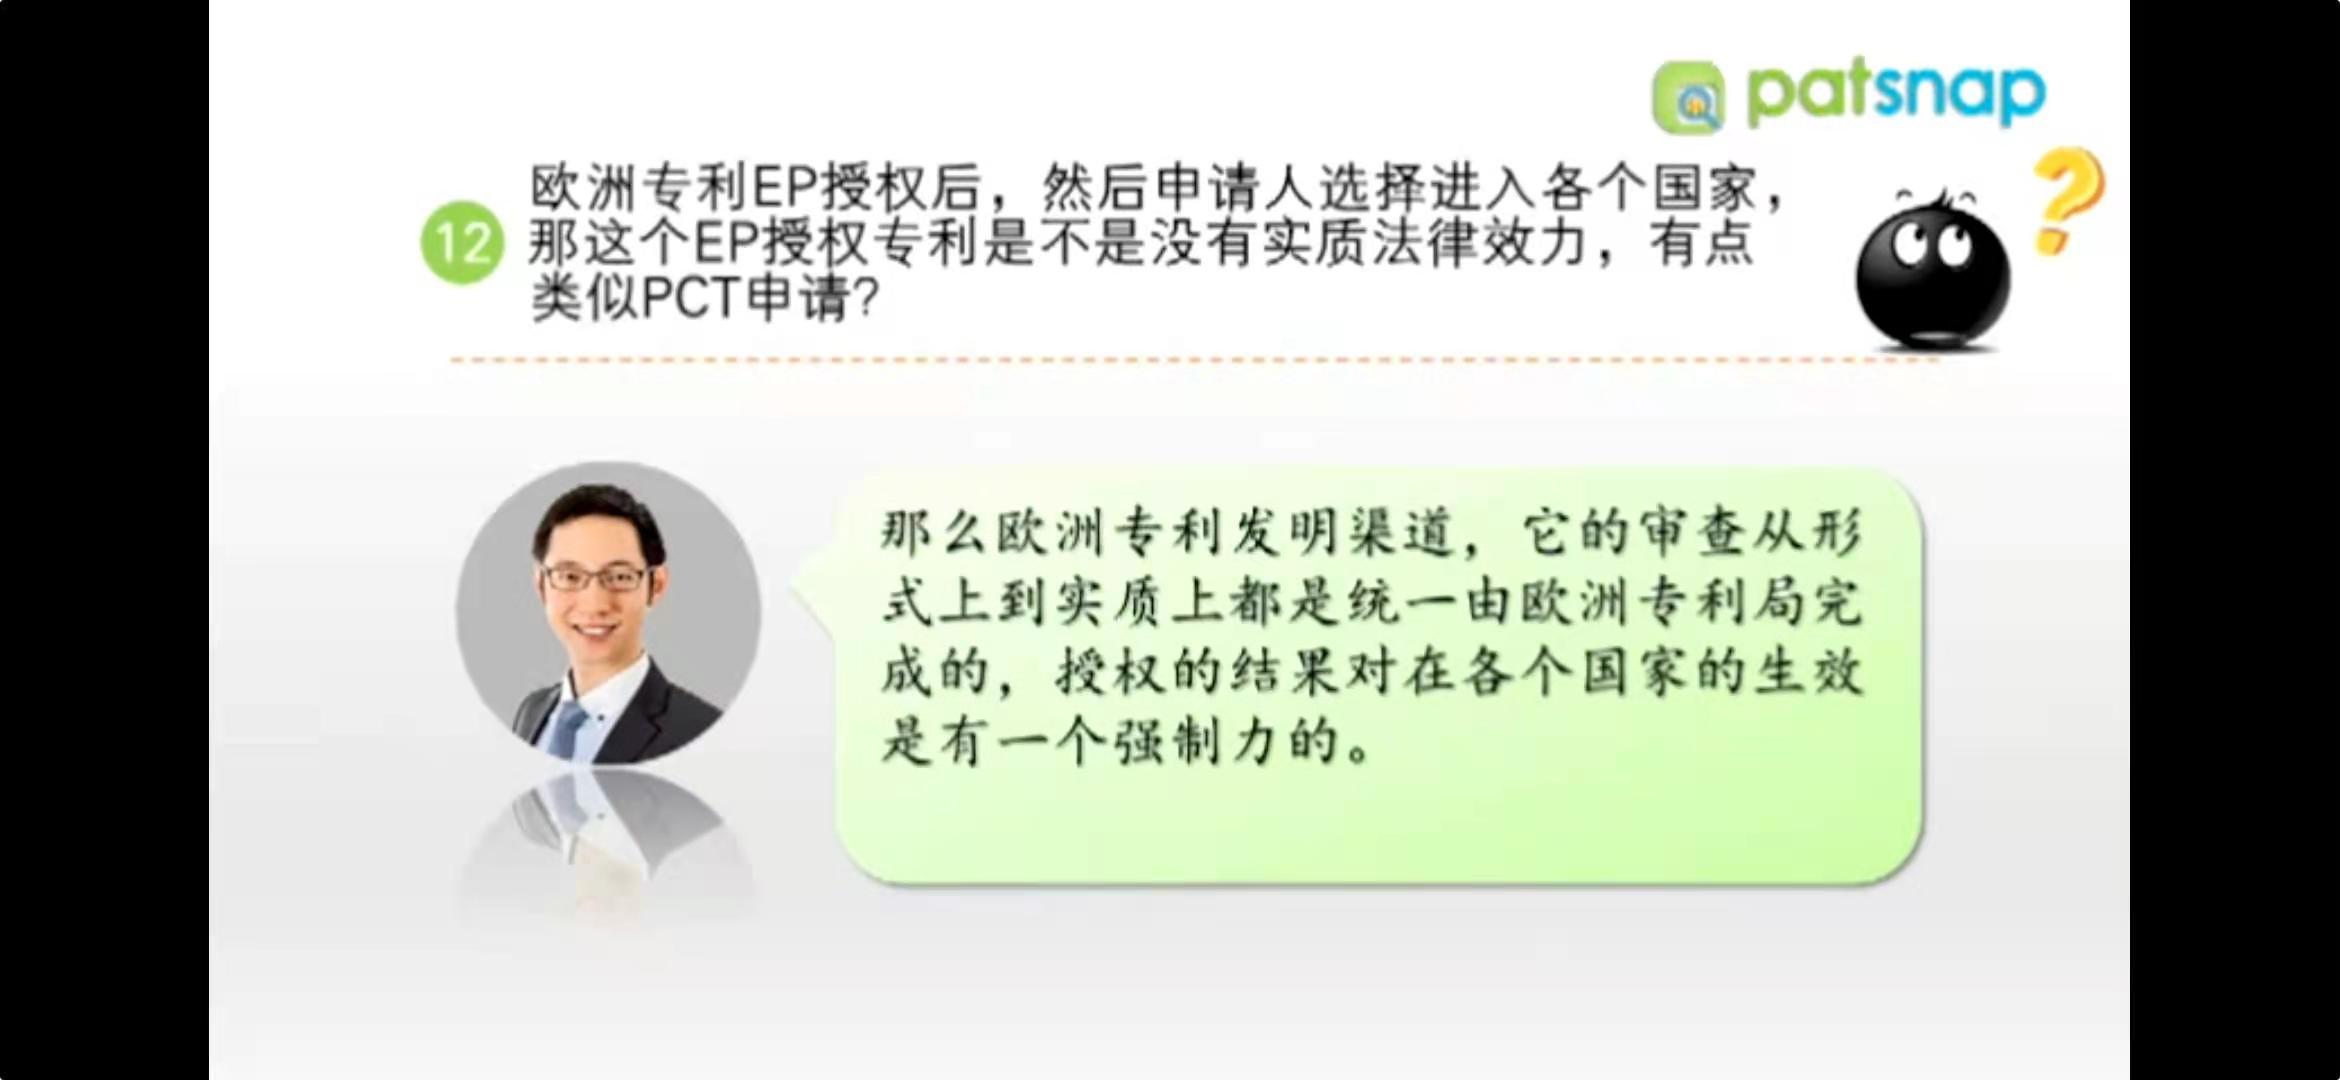 patsnap
12
欧洲专利EP授权后，然后申请人选择进入各个国家，
那这个EP授权专利是不是没有实质法律效力，有点
类似PCT申请?
那么欧洲专利发明渠道，它的审查从形
式上到实质上都是统一由欧洲专利局完
成的，授权的结果对在各个国家的生效
是有一个强制力的。